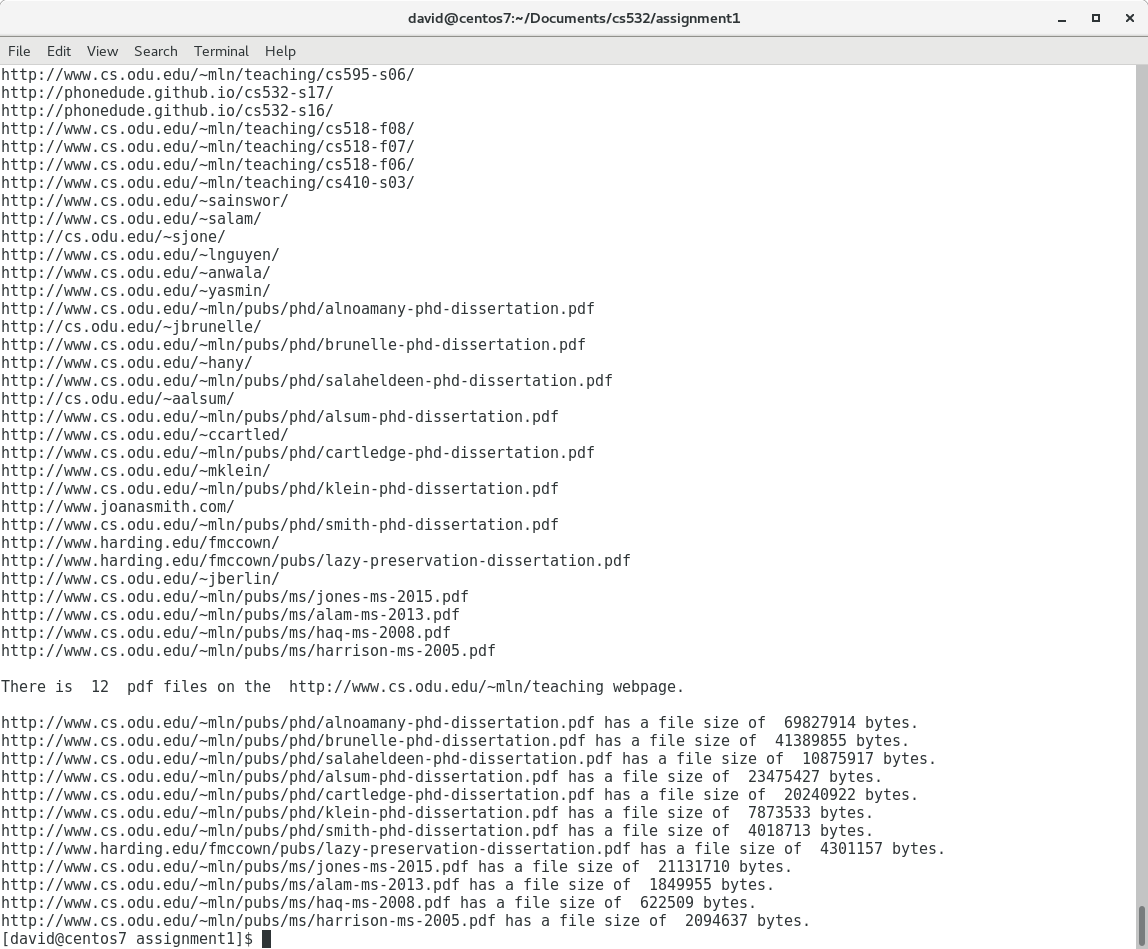 david@centos7:~/Documents/cs532/assignment1
File Edit View Search Terminal Help
http://www.cs.odu.edu/~mln/teaching/cs595-s06/
http://phonedude.github.io/cs532-s17/
http://phonedude.github.io/cs532-s16/
http://www.cs.odu.edu/~mln/teaching/cs518-f08/
http://www.cs.odu.edu/~mln/teaching/cs518-f07/
http://www.cs.odu.edu/~mln/teaching/cs518-f06/
http://www.cs.odu.edu/~mln/teaching/cs410-s03/
http://www.cs.odu.edu/~sainswor/
http://www.cs.odu.edu/~salam/
http://cs.odu.edu/~sjone/
http://www.cs.odu.edu/~lnguyen/
http://www.cs.odu.edu/~anwala/
http://www.cs.odu.edu/~yasmin/
http://www.cs.odu.edu/~mln/pubs/phd/alnoamany-phd-dissertation.pdf
http://cs.odu.edu/~jbrunelle/
http://www.cs.odu.edu/~mln/pubs/phd/brunelle-phd-dissertation.pdf
http://www.cs.odu.edu/~hany/
http://www.cs.odu.edu/~mln/pubs/phd/salaheldeen-phd-dissertation.pdf
http://cs.odu.edu/~aalsum/
http://www.cs.odu.edu/~mln/pubs/phd/alsum-phd-dissertation.pdf
http://www.cs.odu.edu/~ccartled/
http://www.cs.odu.edu/~mln/pubs/phd/cartledge-phd-dissertation.pdf
http://www.cs.odu.edu/~mklein/
http://www.cs.odu.edu/~mln/pubs/phd/klein-phd-dissertation.pdf
http://www.joanasmith.com/
http://www.cs.odu.edu/~mln/pubs/phd/smith-phd-dissertation.pdf
http://www.harding.edu/fmccown/
http://www.harding.edu/fmccown/pubs/lazy-preservation-dissertation.pdf
http://www.cs.odu.edu/~jberlin/
http://www.cs.odu.edu/~mln/pubs/ms/jones-ms-2015.pdf
http://www.cs.odu.edu/~mln/pubs/ms/alam-ms-2013.pdf
http://www.cs.odu.edu/~mln/pubs/ms/haq-ms-2008.pdf
http://www.cs.odu.edu/~mln/pubs/ms/harrison-ms-2005.pdf
There is  12  pdf files on the  http://www.cs.odu.edu/~mln/teaching webpage.
http://www.cs.odu.edu/~mln/pubs/phd/alnoamany-phd-dissertation.pdf has a file size of  69827914 bytes.
http://www.cs.odu.edu/~mln/pubs/phd/brunelle-phd-dissertation.pdf has a file size of  41389855 bytes.
http://www.cs.odu.edu/~mln/pubs/phd/salaheldeen-phd-dissertation.pdf has a file size of  10875917 bytes.
http://www.cs.odu.edu/~mln/pubs/phd/alsum-phd-dissertation.pdf has a file size of  23475427 bytes.
http://www.cs.odu.edu/~mln/pubs/phd/cartledge-phd-dissertation.pdf has a file size of  20240922 bytes.
http://www.cs.odu.edu/~mln/pubs/phd/klein-phd-dissertation.pdf has a file size of  7873533 bytes.
http://www.cs.odu.edu/~mln/pubs/phd/smith-phd-dissertation.pdf has a file size of  4018713 bytes.
http://www.harding.edu/fmccown/pubs/lazy-preservation-dissertation.pdf has a file size of  4301157 bytes.
http://www.cs.odu.edu/~mln/pubs/ms/jones-ms-2015.pdf has a file size of  21131710 bytes.
http://www.cs.odu.edu/~mln/pubs/ms/alam-ms-2013.pdf has a file size of  1849955 bytes.
http://www.cs.odu.edu/~mln/pubs/ms/haq-ms-2008.pdf has a file size of  622509 bytes.
http://www.cs.odu.edu/~mln/pubs/ms/harrison-ms-2005.pdf has a file size of  2094637 bytes.
[david@centos7 assignment1]$